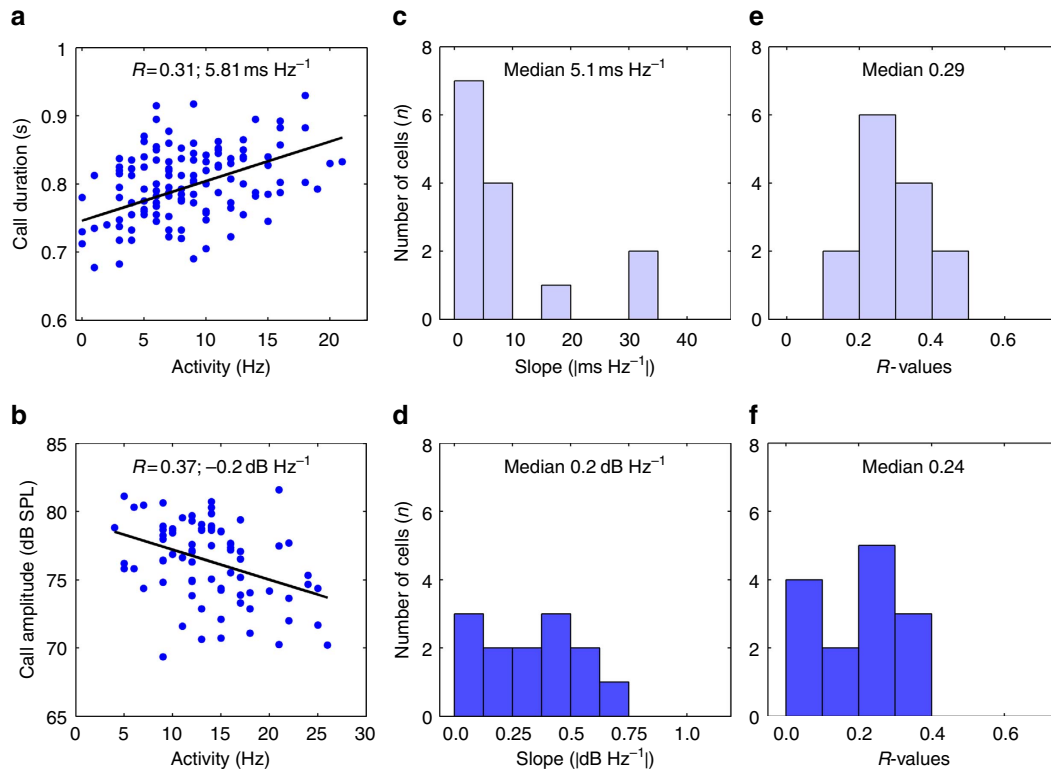 a
R=0.31; 5.81 ms Hz⁻¹
1
0.9
0.8
0.7
0.6
Call duration (s)
0
5
10
15
20
Activity (Hz)
c
Median 5.1 ms Hz⁻¹
8
6
4
2
0
Number of cells (n)
0
10
20
30
40
Slope (|ms Hz⁻¹|)
e
Median 0.29
8
6
4
2
0
0
0.2
0.4
0.6
R-values
b
R=0.37; −0.2 dB Hz⁻¹
85
80
75
70
65
Call amplitude (dB SPL)
0
5
10
15
20
25
30
Activity (Hz)
d
Median 0.2 dB Hz⁻¹
8
6
4
2
0
Number of cells (n)
0.0
0.25
0.5
0.75
1.0
Slope (|dB Hz⁻¹|)
f
Median 0.24
8
6
4
2
0
0.0
0.2
0.4
0.6
R-values